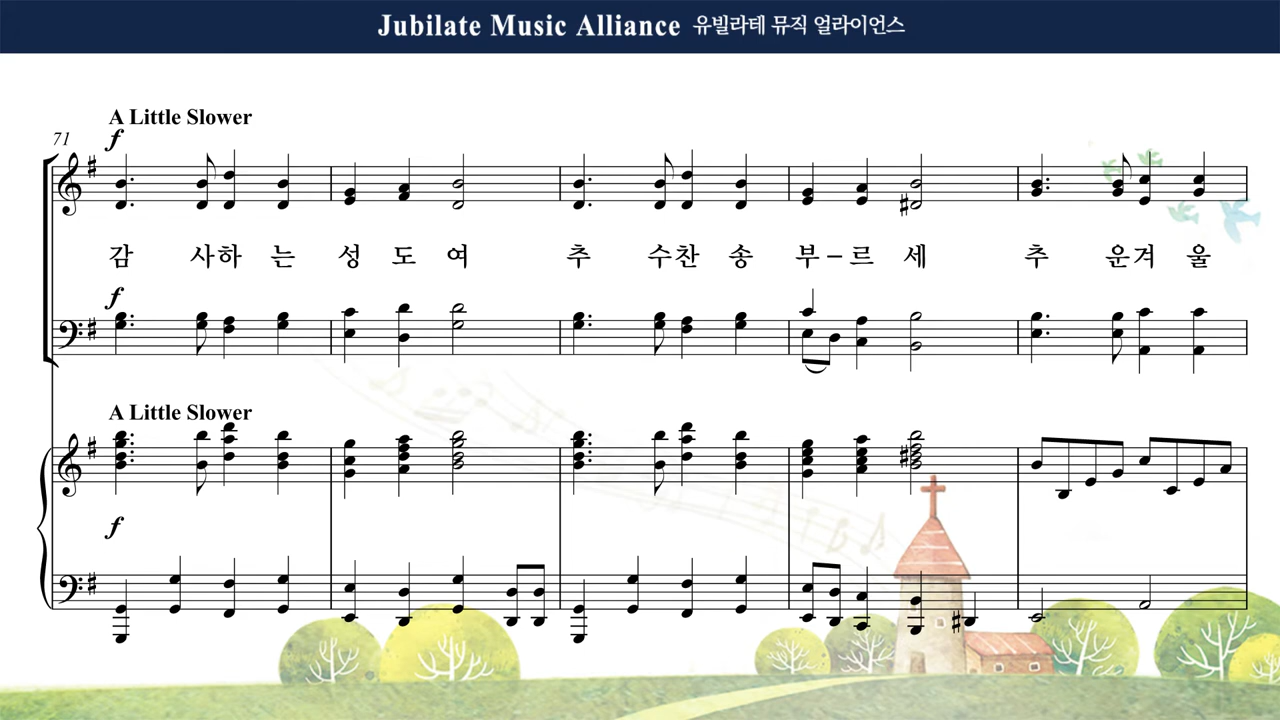 Jubilate Music Alliance 유빌라테 뮤직 얼라이언스
A Little Slower
71
f
감 사하 는 성 도 여 추 수찬 송 부-르 세 추 운겨 울
f
A Little Slower
f